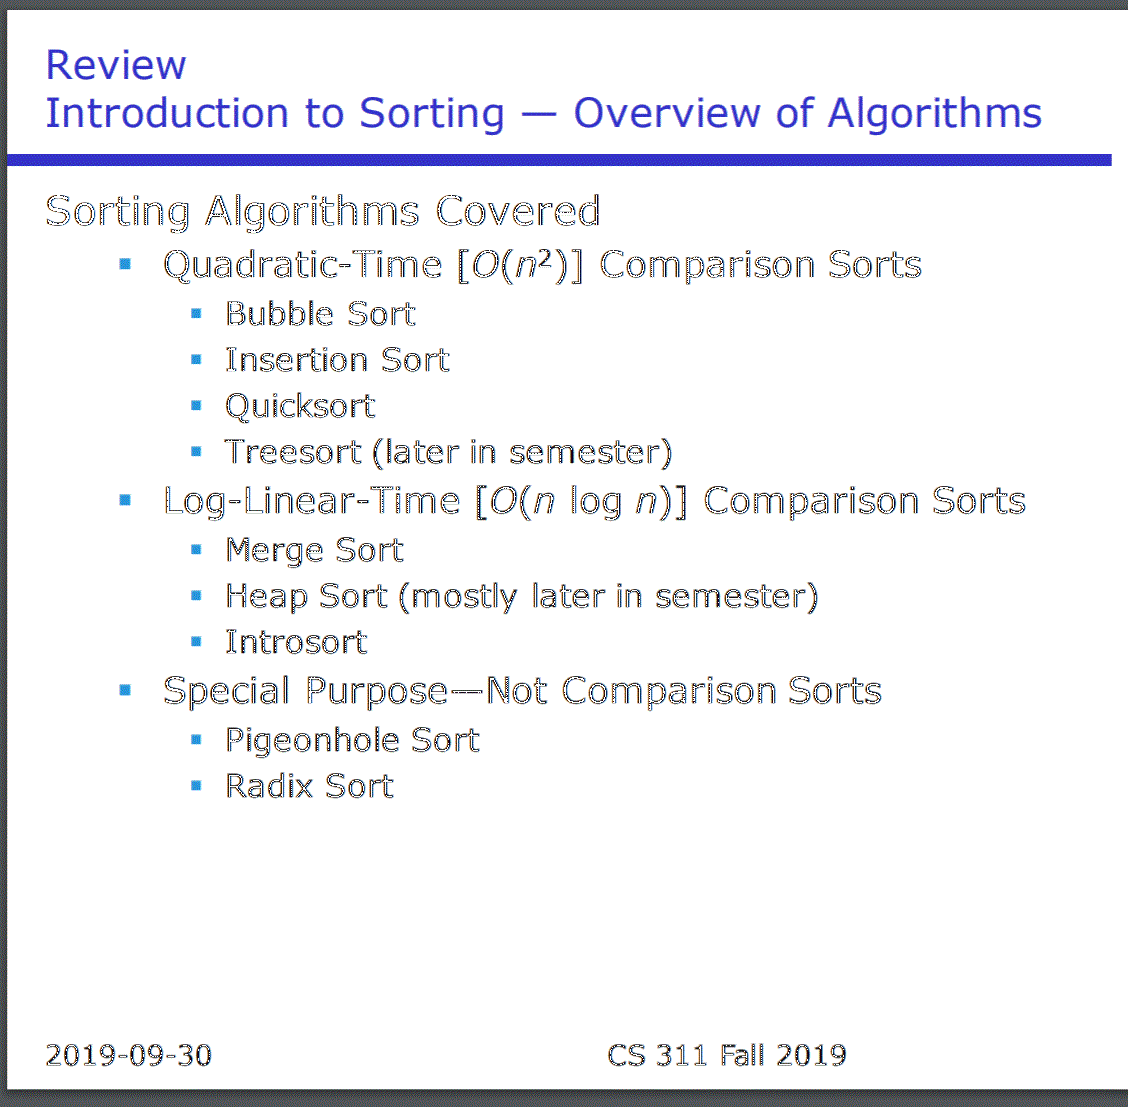 Review
Introduction to Sorting — Overview of Algorithms
Sorting Algorithms Covered
▪ Quadratic-Time [O(n²)] Comparison Sorts
▪ Bubble Sort
▪ Insertion Sort
▪ Quicksort
▪ Treesort (later in semester)
▪ Log-Linear-Time [O(n log n)] Comparison Sorts
▪ Merge Sort
▪ Heap Sort (mostly later in semester)
▪ Introsort
▪ Special Purpose—Not Comparison Sorts
▪ Pigeonhole Sort
▪ Radix Sort
2019-09-30 CS 311 Fall 2019